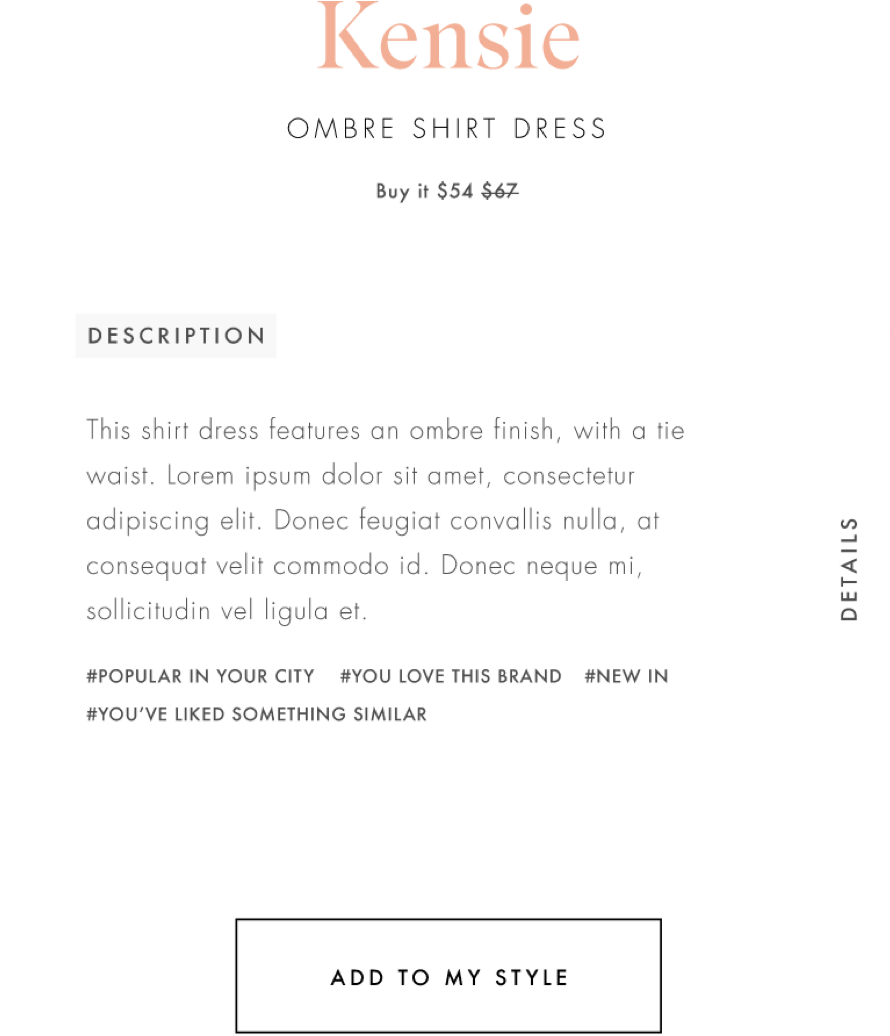 Kensie
OMBRE SHIRT DRESS
Buy it $54 $67
DESCRIPTION
This shirt dress features an ombre finish, with a tie
waist. Lorem ipsum dolor sit amet, consectetur
adipiscing elit. Donec feugiat convallis nulla, at
consequat velit commodo id. Donec neque mi,
sollicitudin vel ligula et.
DETAILS
#POPULAR IN YOUR CITY #YOU LOVE THIS BRAND #NEW IN
#YOU’VE LIKED SOMETHING SIMILAR
ADD TO MY STYLE